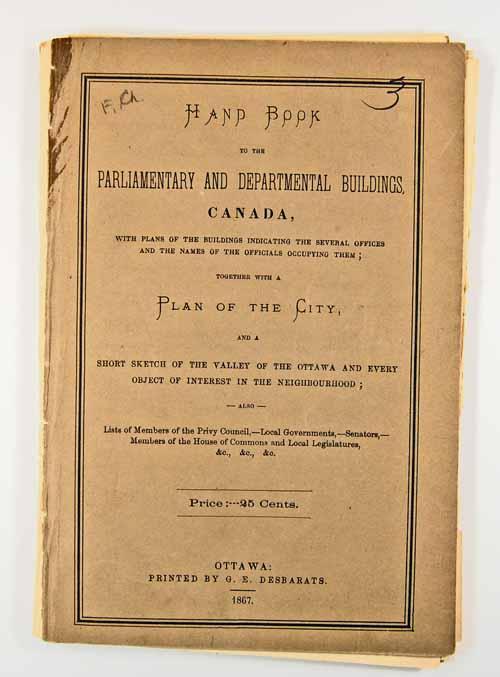 3
HAND BOOK
TO THE
PARLIAMENTARY AND DEPARTMENTAL BUILDINGS,
CANADA,
WITH PLANS OF THE BUILDINGS INDICATING THE SEVERAL OFFICES
AND THE NAMES OF THE OFFICIALS OCCUPYING THEM ;
TOGETHER WITH A
PLAN OF THE CITY,
AND A
SHORT SKETCH OF THE VALLEY OF THE OTTAWA AND EVERY
OBJECT OF INTEREST IN THE NEIGHBOURHOOD ;
— ALSO —
Lists of Members of the Privy Council,—Local Governments,—Senators,—
Members of the House of Commons and Local Legislatures,
&c., &c., &c.
Price:—25 Cents.
OTTAWA:
PRINTED BY G. E. DESBARATS.
1867.